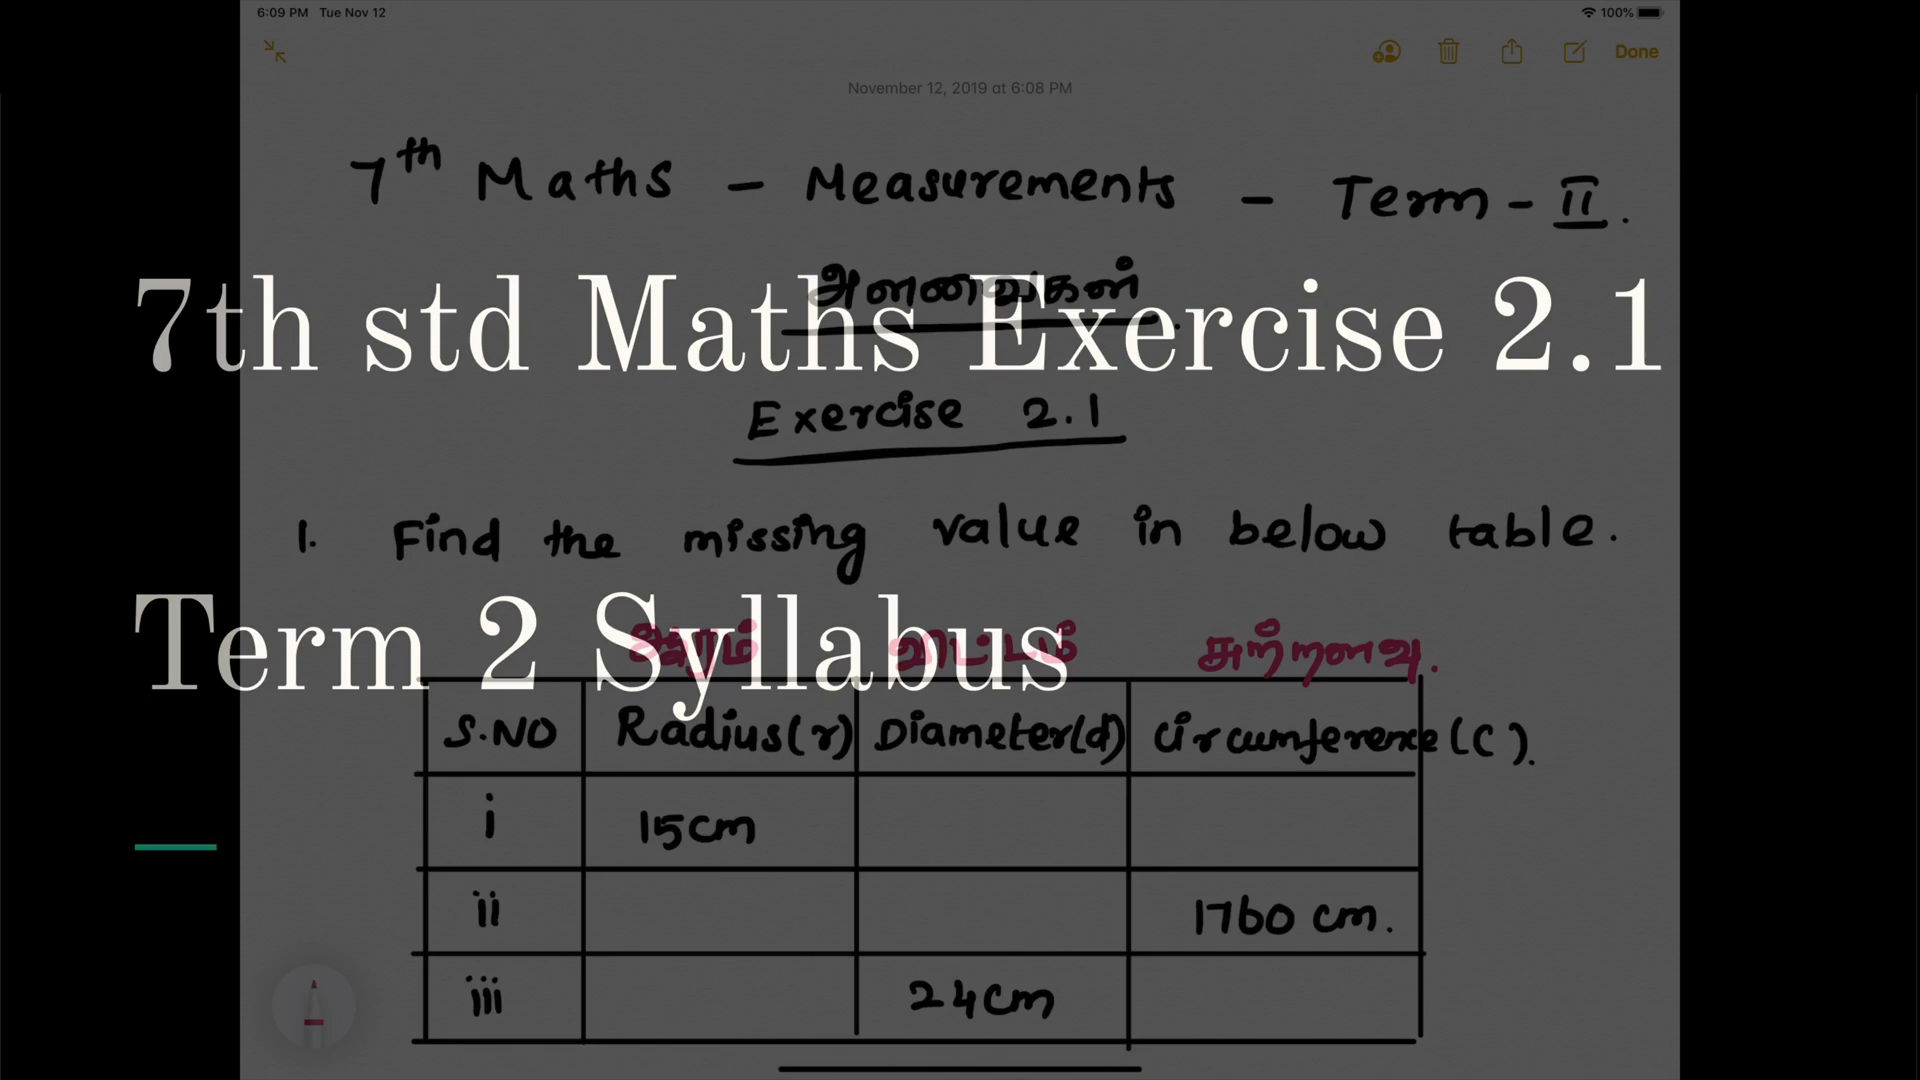 6:09 PM Tue Nov 12 100%
Done
November 12, 2019 at 6:08 PM
7th Maths - Measurements - Term - II.
அளவைகள்
7th std Maths Exercise 2.1
Exercise 2.1
1. Find the missing value in below table.
Term 2 Syllabus
ஆரம் விட்டம் சுற்றளவு.
S.NO Radius(r) Diameter(d) Circumference(C).
i 15cm
ii 1760 cm.
iii 24cm